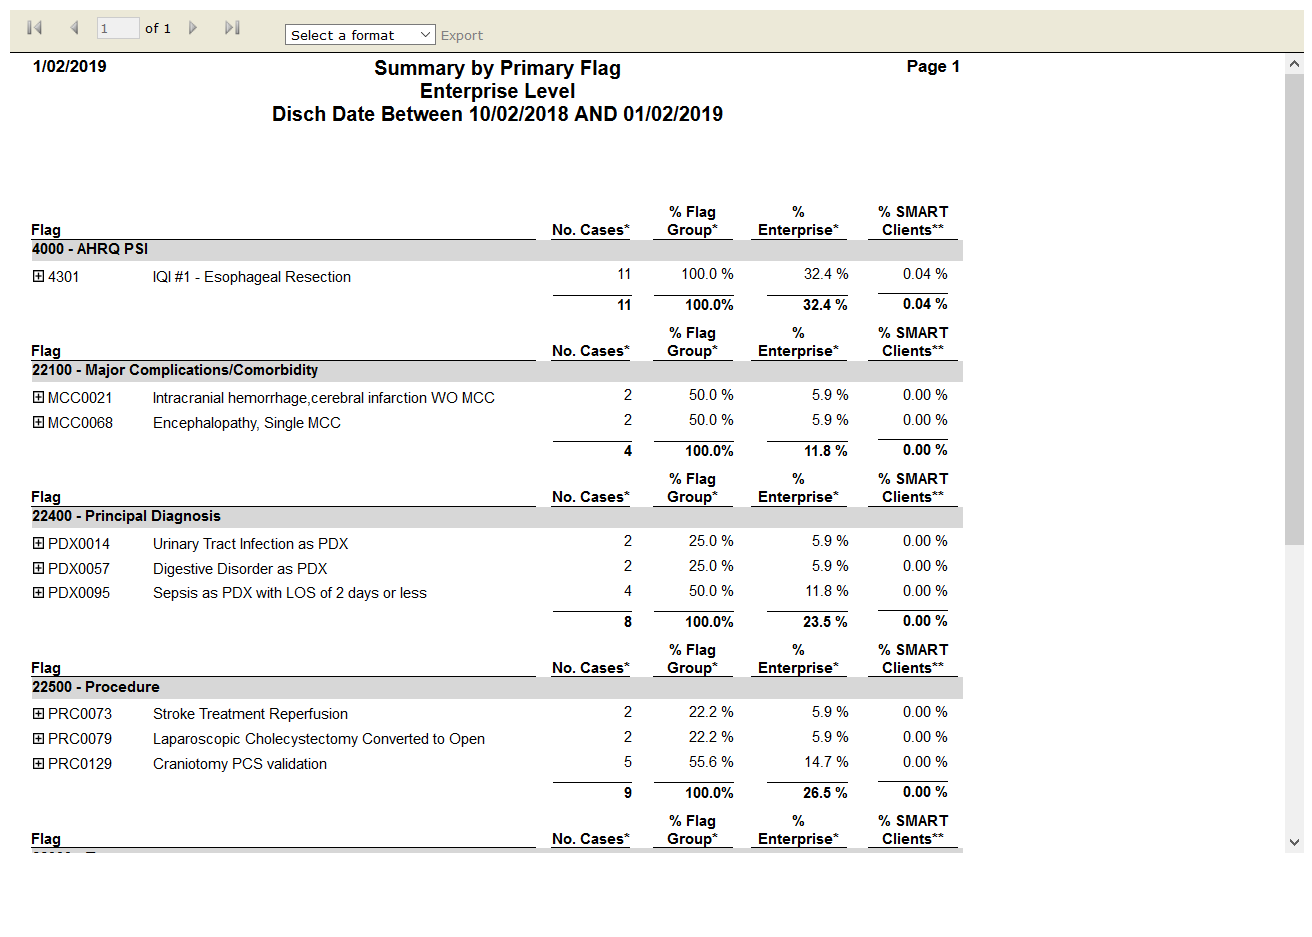 1 of 1 Select a format Export
1/02/2019 Summary by Primary Flag Page 1
Enterprise Level
Disch Date Between 10/02/2018 AND 01/02/2019
% Flag % % SMART
Flag No. Cases* Group* Enterprise* Clients**
4000 - AHRQ PSI
4301 IQI #1 - Esophageal Resection 11 100.0 % 32.4 % 0.04 %
11 100.0% 32.4 % 0.04 %
% Flag % % SMART
Flag No. Cases* Group* Enterprise* Clients**
22100 - Major Complications/Comorbidity
MCC0021 Intracranial hemorrhage,cerebral infarction WO MCC 2 50.0 % 5.9 % 0.00 %
MCC0068 Encephalopathy, Single MCC 2 50.0 % 5.9 % 0.00 %
4 100.0% 11.8 % 0.00 %
% Flag % % SMART
Flag No. Cases* Group* Enterprise* Clients**
22400 - Principal Diagnosis
PDX0014 Urinary Tract Infection as PDX 2 25.0 % 5.9 % 0.00 %
PDX0057 Digestive Disorder as PDX 2 25.0 % 5.9 % 0.00 %
PDX0095 Sepsis as PDX with LOS of 2 days or less 4 50.0 % 11.8 % 0.00 %
8 100.0% 23.5 % 0.00 %
% Flag % % SMART
Flag No. Cases* Group* Enterprise* Clients**
22500 - Procedure
PRC0073 Stroke Treatment Reperfusion 2 22.2 % 5.9 % 0.00 %
PRC0079 Laparoscopic Cholecystectomy Converted to Open 2 22.2 % 5.9 % 0.00 %
PRC0129 Craniotomy PCS validation 5 55.6 % 14.7 % 0.00 %
9 100.0% 26.5 % 0.00 %
% Flag % % SMART
Flag No. Cases* Group* Enterprise* Clients**